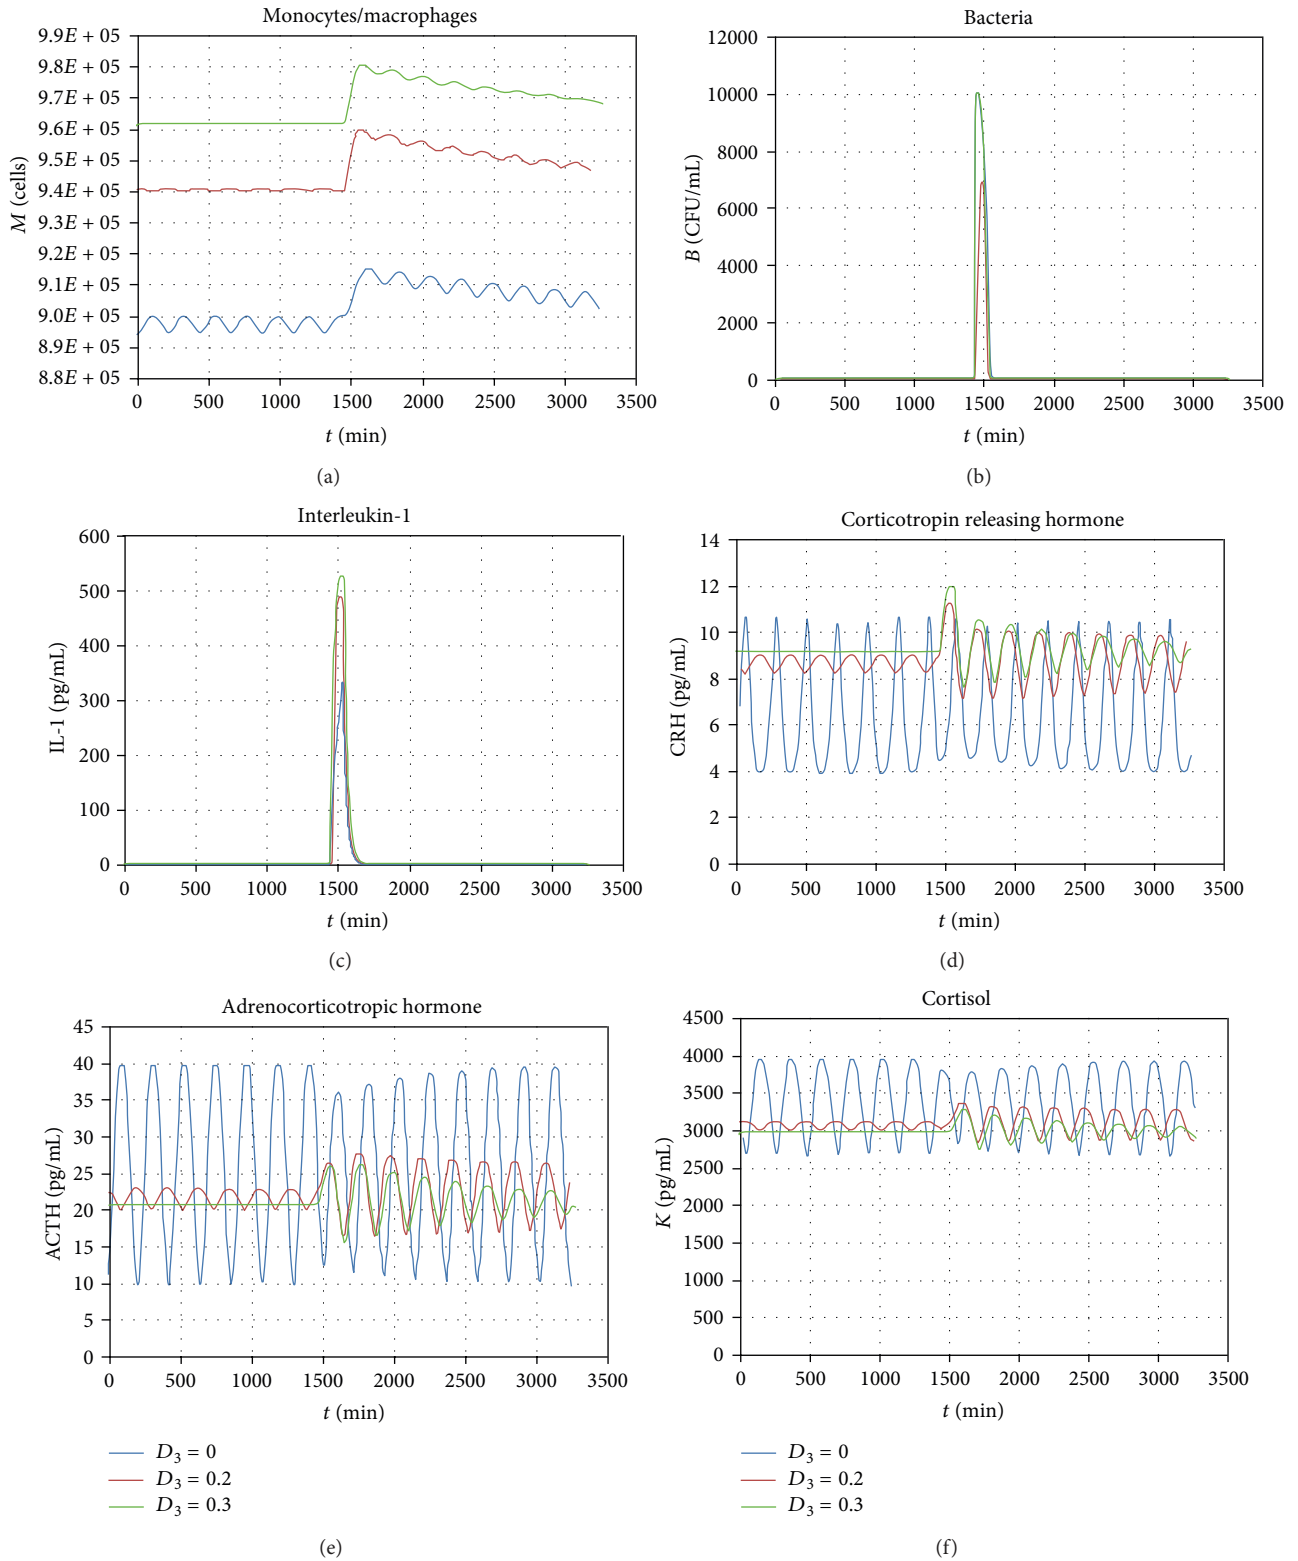 Monocytes/macrophages
9.9E + 05
9.8E + 05
9.7E + 05
9.6E + 05
9.5E + 05
9.4E + 05
9.3E + 05
9.2E + 05
9.1E + 05
9.0E + 05
8.9E + 05
8.8E + 05
M (cells)
0 500 1000 1500 2000 2500 3000 3500
t (min)
(a)
Bacteria
12000
10000
8000
6000
4000
2000
0
B (CFU/mL)
0 500 1000 1500 2000 2500 3000 3500
t (min)
(b)
Interleukin-1
600
500
400
300
200
100
0
IL-1 (pg/mL)
0 500 1000 1500 2000 2500 3000 3500
t (min)
(c)
Corticotropin releasing hormone
14
12
10
8
6
4
2
0
CRH (pg/mL)
0 500 1000 1500 2000 2500 3000 3500
t (min)
(d)
Adrenocorticotropic hormone
45
40
35
30
25
20
15
10
5
0
ACTH (pg/mL)
0 500 1000 1500 2000 2500 3000 3500
t (min)
D₃ = 0
D₃ = 0.2
D₃ = 0.3
(e)
Cortisol
4500
4000
3500
3000
2500
2000
1500
1000
500
0
K (pg/mL)
0 500 1000 1500 2000 2500 3000 3500
t (min)
D₃ = 0
D₃ = 0.2
D₃ = 0.3
(f)